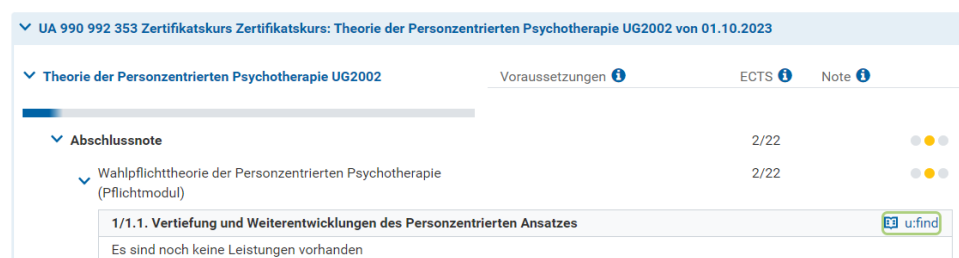 UA 990 992 353 Zertifikatskurs Zertifikatskurs: Theorie der Personzentrierten Psychotherapie UG2002 von 01.10.2023
Theorie der Personzentrierten Psychotherapie UG2002 Voraussetzungen ECTS Note
Abschlussnote 2/22
Wahlpflichttheorie der Personzentrierten Psychotherapie 2/22
(Pflichtmodul)
1/1.1. Vertiefung und Weiterentwicklungen des Personzentrierten Ansatzes u:find
Es sind noch keine Leistungen vorhanden